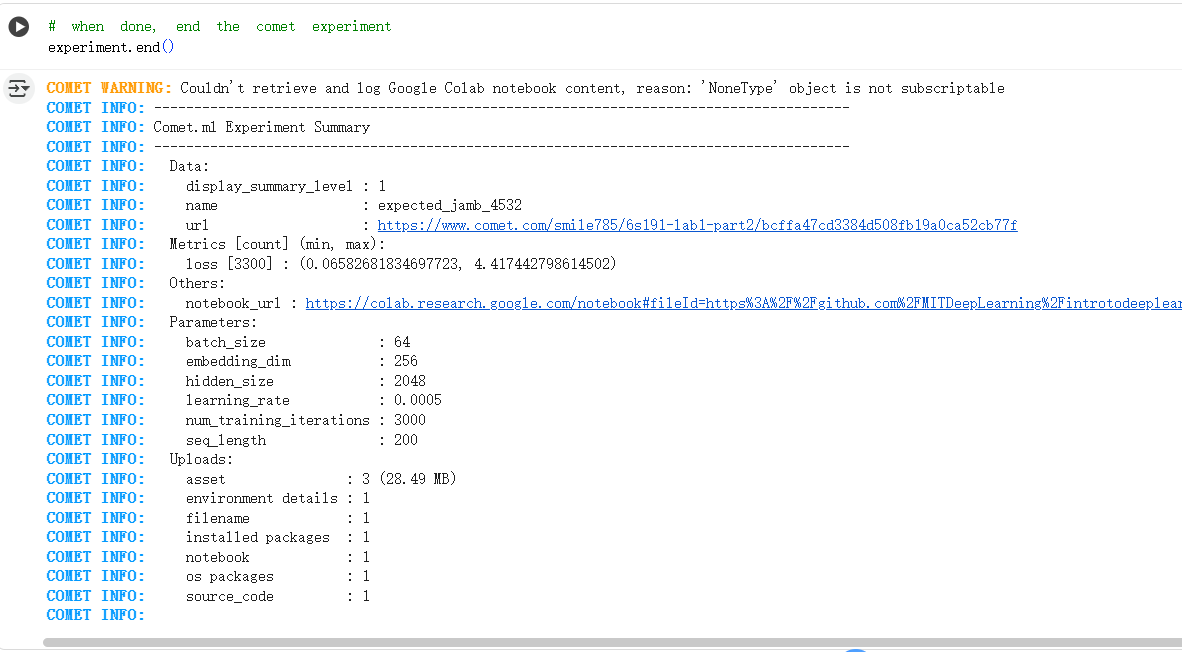 # when done, end the comet experiment
experiment.end()
COMET WARNING: Couldn't retrieve and log Google Colab notebook content, reason: 'NoneType' object is not subscriptable
COMET INFO: ---------------------------------------------------------------------------------------
COMET INFO: Comet.ml Experiment Summary
COMET INFO: ---------------------------------------------------------------------------------------
COMET INFO:   Data:
COMET INFO:     display_summary_level : 1
COMET INFO:     name                  : expected_jamb_4532
COMET INFO:     url                   : https://www.comet.com/smile785/6s191-lab1-part2/bcffa47cd3384d508fb19a0ca52cb77f
COMET INFO:   Metrics [count] (min, max):
COMET INFO:     loss [3300] : (0.06582681834697723, 4.417442798614502)
COMET INFO:   Others:
COMET INFO:     notebook_url : https://colab.research.google.com/notebook#fileId=https%3A%2F%2Fgithub.com%2FMITDeepLearning%2Fintrotodeeplear
COMET INFO:   Parameters:
COMET INFO:     batch_size              : 64
COMET INFO:     embedding_dim           : 256
COMET INFO:     hidden_size             : 2048
COMET INFO:     learning_rate           : 0.0005
COMET INFO:     num_training_iterations : 3000
COMET INFO:     seq_length              : 200
COMET INFO:   Uploads:
COMET INFO:     asset               : 3 (28.49 MB)
COMET INFO:     environment details : 1
COMET INFO:     filename            : 1
COMET INFO:     installed packages  : 1
COMET INFO:     notebook            : 1
COMET INFO:     os packages         : 1
COMET INFO:     source_code         : 1
COMET INFO: